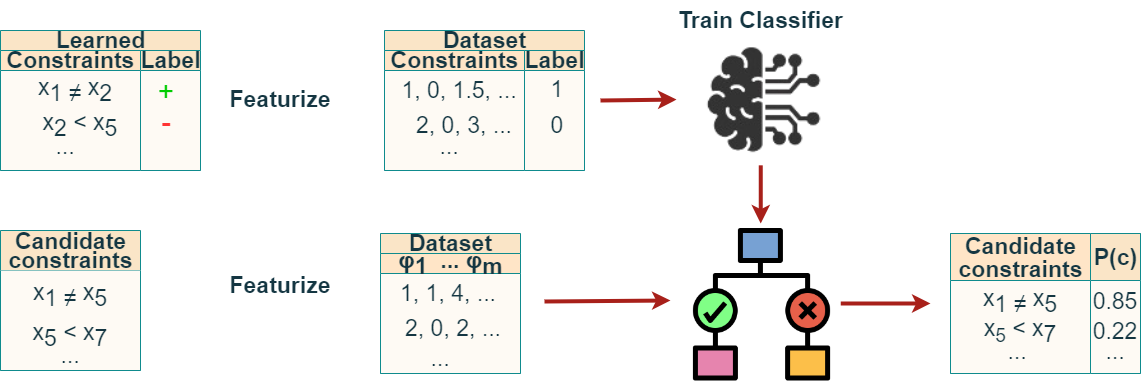 Train Classifier
Learned
Constraints Label
x1 ≠ x2 +
x2 < x5 -
...
Featurize
Dataset
Constraints Label
1, 0, 1.5, ... 1
2, 0, 3, ... 0
...
Candidate
constraints
x1 ≠ x5
x5 < x7
...
Featurize
Dataset
φ1 ... φm
1, 1, 4, ...
2, 0, 2, ...
...
Candidate
constraints P(c)
x1 ≠ x5 0.85
x5 < x7 0.22
... ...